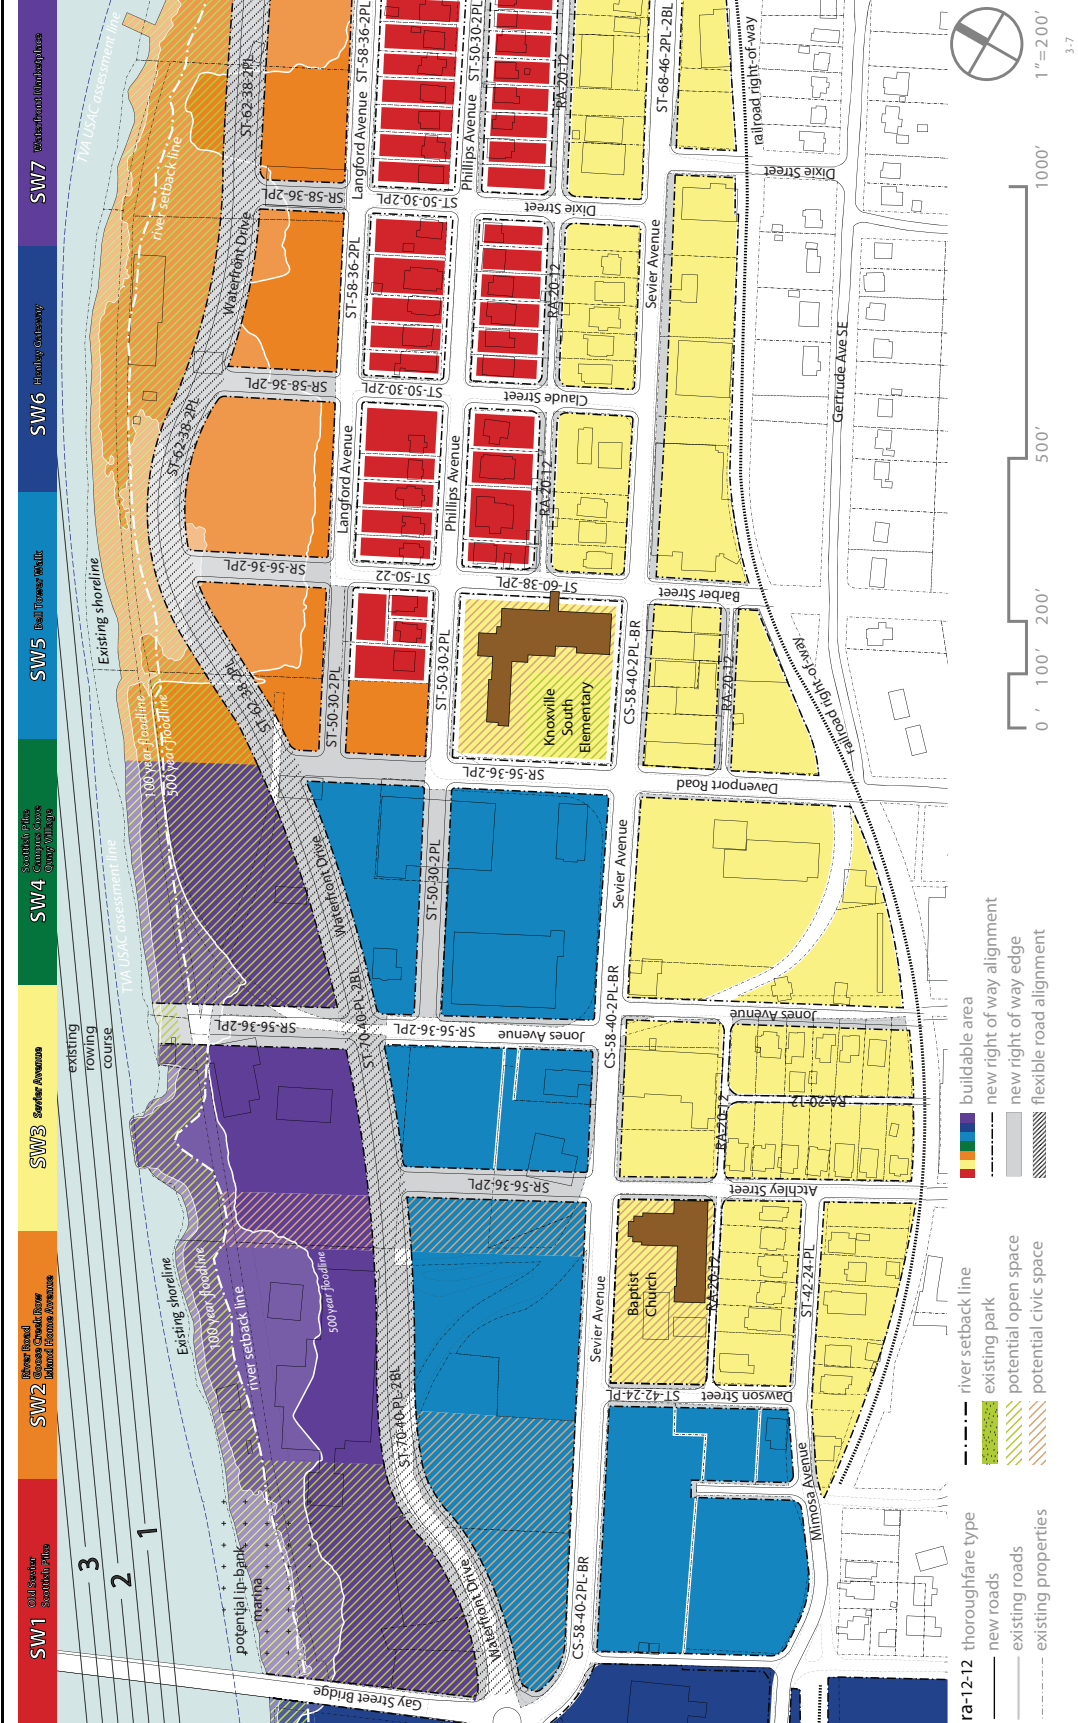 SW1 Old Sevier
Scottish Pike
SW2 River Road
Goose Creek Row
Island Home Avenue
SW3 Sevier Avenue
SW4 Scottish Pike
Campus Cove
Quay Village
SW5 Bell Tower Walk
SW6 Henley Gateway
SW7 Waterfront Marketplace
3
2
1
existing
rowing
course
TVA USAC assessment line
TVA USAC assessment line
Existing shoreline
Existing shoreline
100 year floodline
500 year floodline
100 year floodline
river setback line
500 year floodline
river setback line
potential in-bank
marina
Gay Street Bridge
Waterfront Drive
ST-70-40-PL-2BL
ST-70-40-PL-2BL
Waterfront Drive
ST-62-38-2PL
ST-62-38-2PL
Waterfront Drive
ST-62-38-2PL
SR-56-36-2PL
SR-56-36-2PL
SR-56-36-2PL
Jones Avenue
SR-56-36-2PL
SR-56-36-2PL
SR-58-36-2PL
SR-58-36-2PL
ST-50-30-2PL
ST-50-30-2PL
ST-50-30-2PL
Langford Avenue
ST-58-36-2PL
Langford Avenue
ST-58-36-2PL
ST-50-22
ST-50-30-2PL
ST-50-30-2PL
Phillips Avenue
Phillips Avenue
ST-50-30-2PL
ST-60-38-2PL
Claude Street
Dixie Street
RA-20-12
RA-20-12
RA-20-12
Knoxville
South
Elementary
CS-58-40-2PL-BR
Sevier Avenue
CS-58-40-2PL-BR
Sevier Avenue
CS-58-40-2PL-BR
Sevier Avenue
ST-68-46-2PL-2BL
Baptist
Church
RA-20-12
ST-42-24-PL
Dawson Street
Atchley Street
ST-42-24-PL
Mimosa Avenue
RA-20-12
RA-20-12
Jones Avenue
Davenport Road
RA-20-12
Barber Street
railroad right-of-way
railroad right-of-way
Dixie Street
Gertrude Ave SE
ra-12-12 thoroughfare type
new roads
existing roads
existing properties
river setback line
existing park
potential open space
potential civic space
buildable area
new right of way alignment
new right of way edge
flexible road alignment
0 '
100'
200'
500'
1000'
1"=200'
3-7